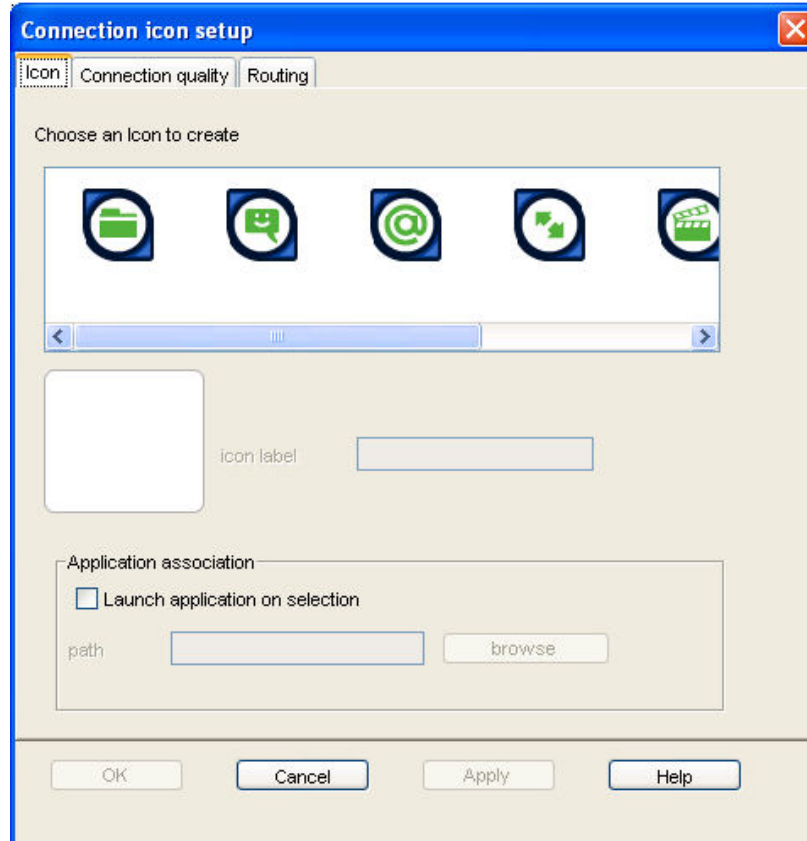 Connection icon setup
Icon Connection quality Routing
Choose an Icon to create
@
icon label
Application association
Launch application on selection
path browse
OK Cancel Apply Help